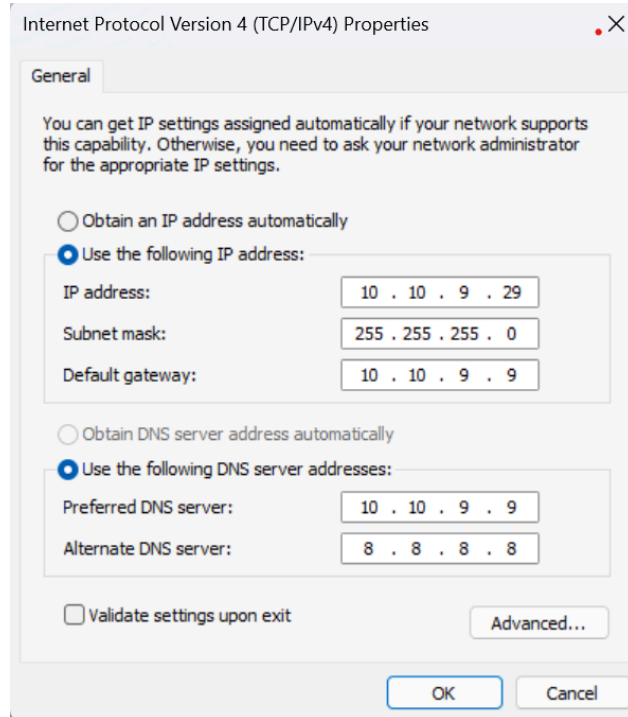 Internet Protocol Version 4 (TCP/IPv4) Properties
General
You can get IP settings assigned automatically if your network supports
this capability. Otherwise, you need to ask your network administrator
for the appropriate IP settings.
Obtain an IP address automatically
Use the following IP address:
IP address: 10 . 10 . 9 . 29
Subnet mask: 255 . 255 . 255 . 0
Default gateway: 10 . 10 . 9 . 9
Obtain DNS server address automatically
Use the following DNS server addresses:
Preferred DNS server: 10 . 10 . 9 . 9
Alternate DNS server: 8 . 8 . 8 . 8
Validate settings upon exit
Advanced...
OK Cancel